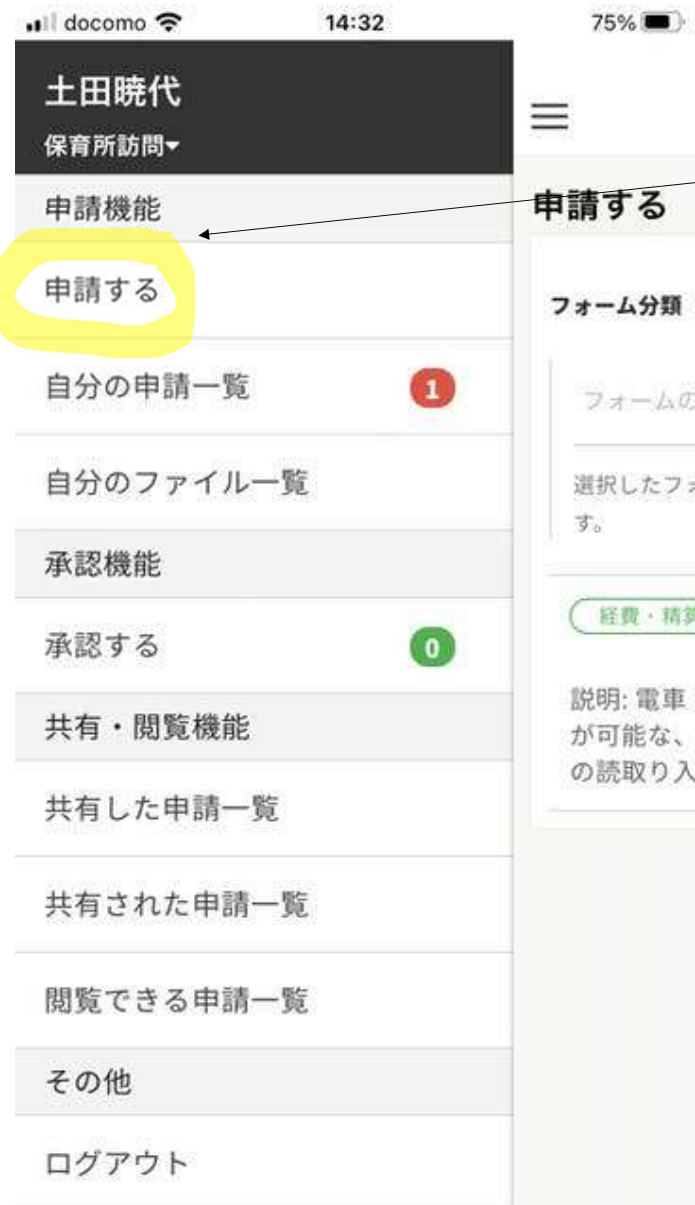 docomo 14:32 75%
土田暁代
保育所訪問▾
申請機能
申請する
自分の申請一覧 1
自分のファイル一覧
承認機能
承認する 0
共有・閲覧機能
共有した申請一覧
共有された申請一覧
閲覧できる申請一覧
その他
ログアウト
申請する
フォーム分類
フォームの
選択したフォ
す。
経費・精算
説明: 電車
が可能な、
の読取り入